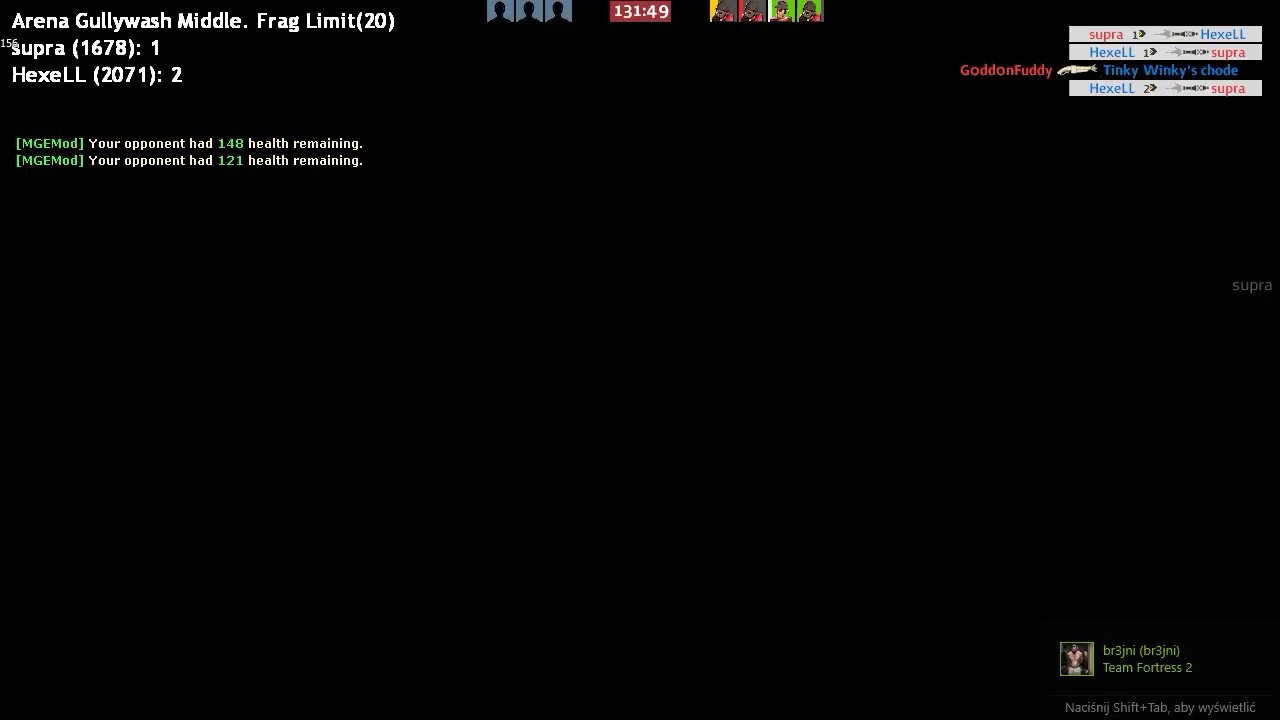 Arena Gullywash Middle. Frag Limit(20)
156
supra (1678): 1
HexeLL (2071): 2
131:49
supra 1 HexeLL
HexeLL 1 supra
GoddonFuddy Tinky Winky's chode
HexeLL 2 supra
[MGEMod] Your opponent had 148 health remaining.
[MGEMod] Your opponent had 121 health remaining.
supra
br3jni (br3jni)
Team Fortress 2
Naciśnij Shift+Tab, aby wyświetlić